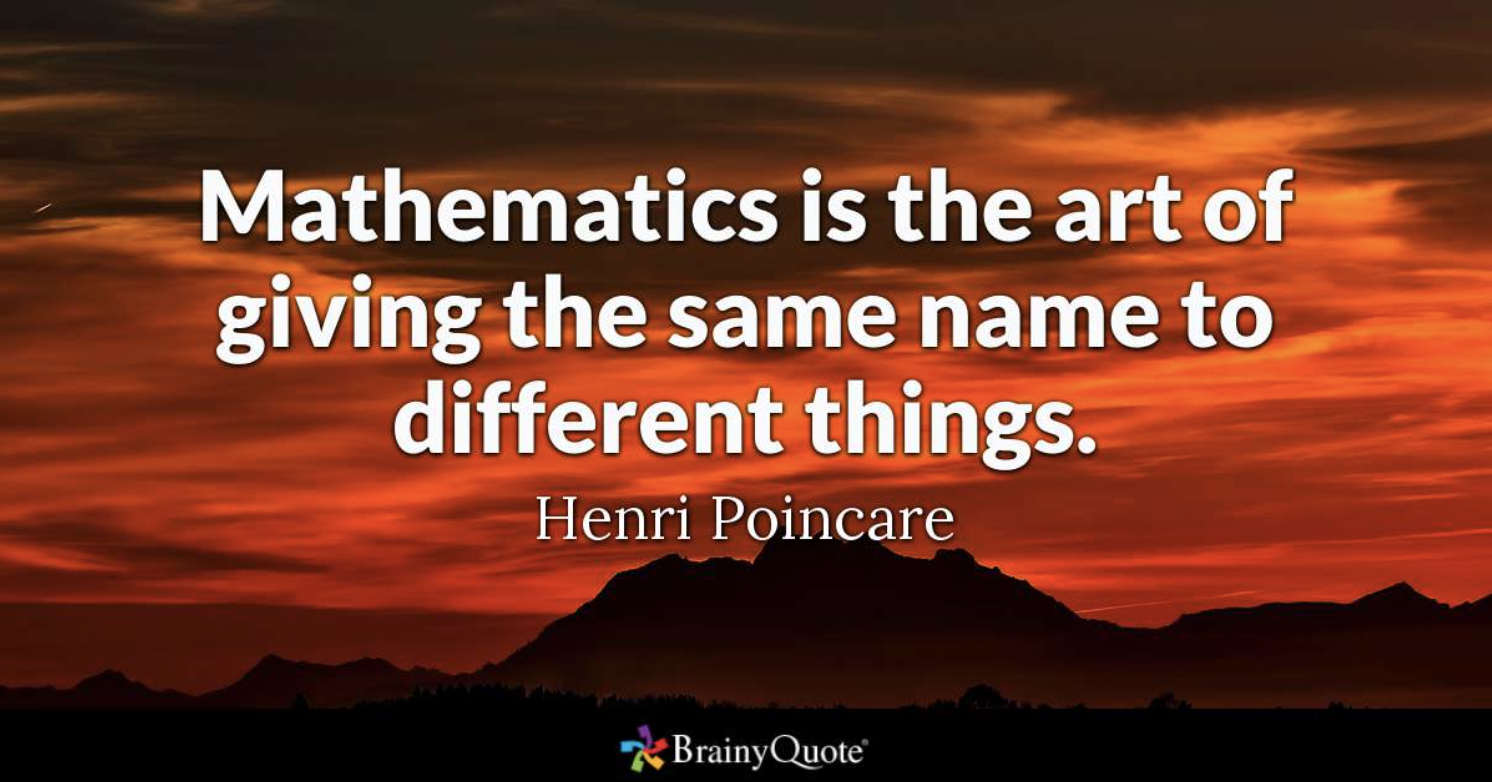 Mathematics is the art of
giving the same name to
different things.
Henri Poincare
BrainyQuote®